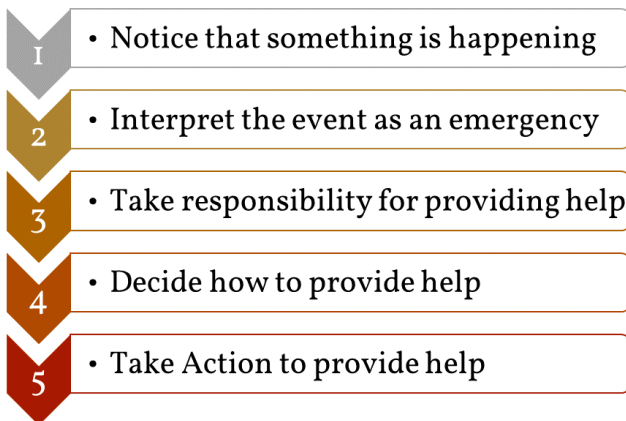 1 • Notice that something is happening
2 • Interpret the event as an emergency
3 • Take responsibility for providing help
4 • Decide how to provide help
5 • Take Action to provide help